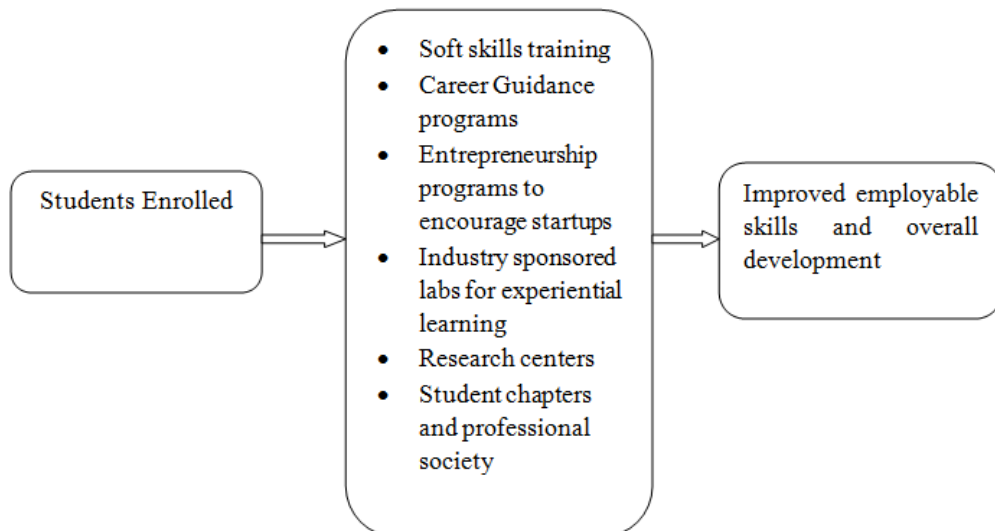 Students Enrolled
• Soft skills training
• Career Guidance
programs
• Entrepreneurship
programs to
encourage startups
• Industry sponsored
labs for experiential
learning
• Research centers
• Student chapters
and professional
society
Improved employable
skills and overall
development